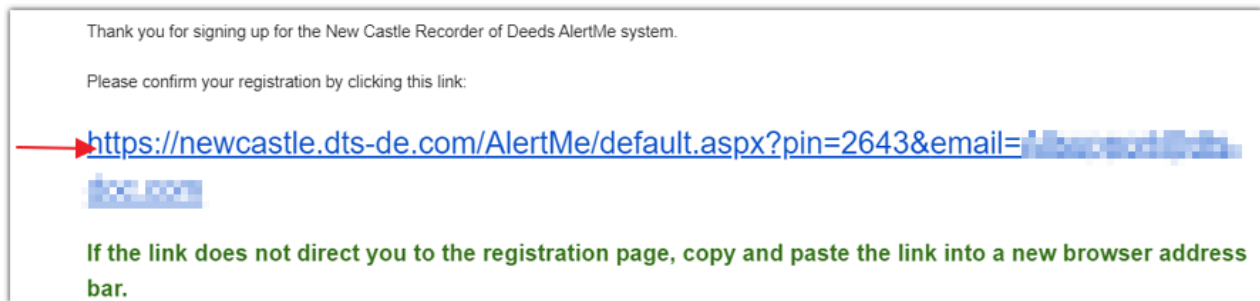 Thank you for signing up for the New Castle Recorder of Deeds AlertMe system.
Please confirm your registration by clicking this link:
https://newcastle.dts-de.com/AlertMe/default.aspx?pin=2643&email=
If the link does not direct you to the registration page, copy and paste the link into a new browser address
bar.